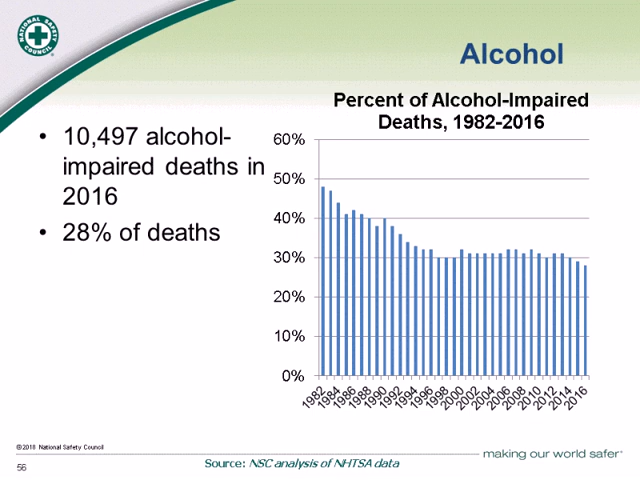 NATIONAL SAFETY COUNCIL
Alcohol
Percent of Alcohol-Impaired
Deaths, 1982-2016
• 10,497 alcohol-
impaired deaths in
2016
• 28% of deaths
60%
50%
40%
30%
20%
10%
0%
1982 1984 1986 1988 1990 1992 1994 1996 1998 2000 2002 2004 2006 2008 2010 2012 2014 2016
©2018 National Safety Council
making our world safer
56
Source: NSC analysis of NHTSA data